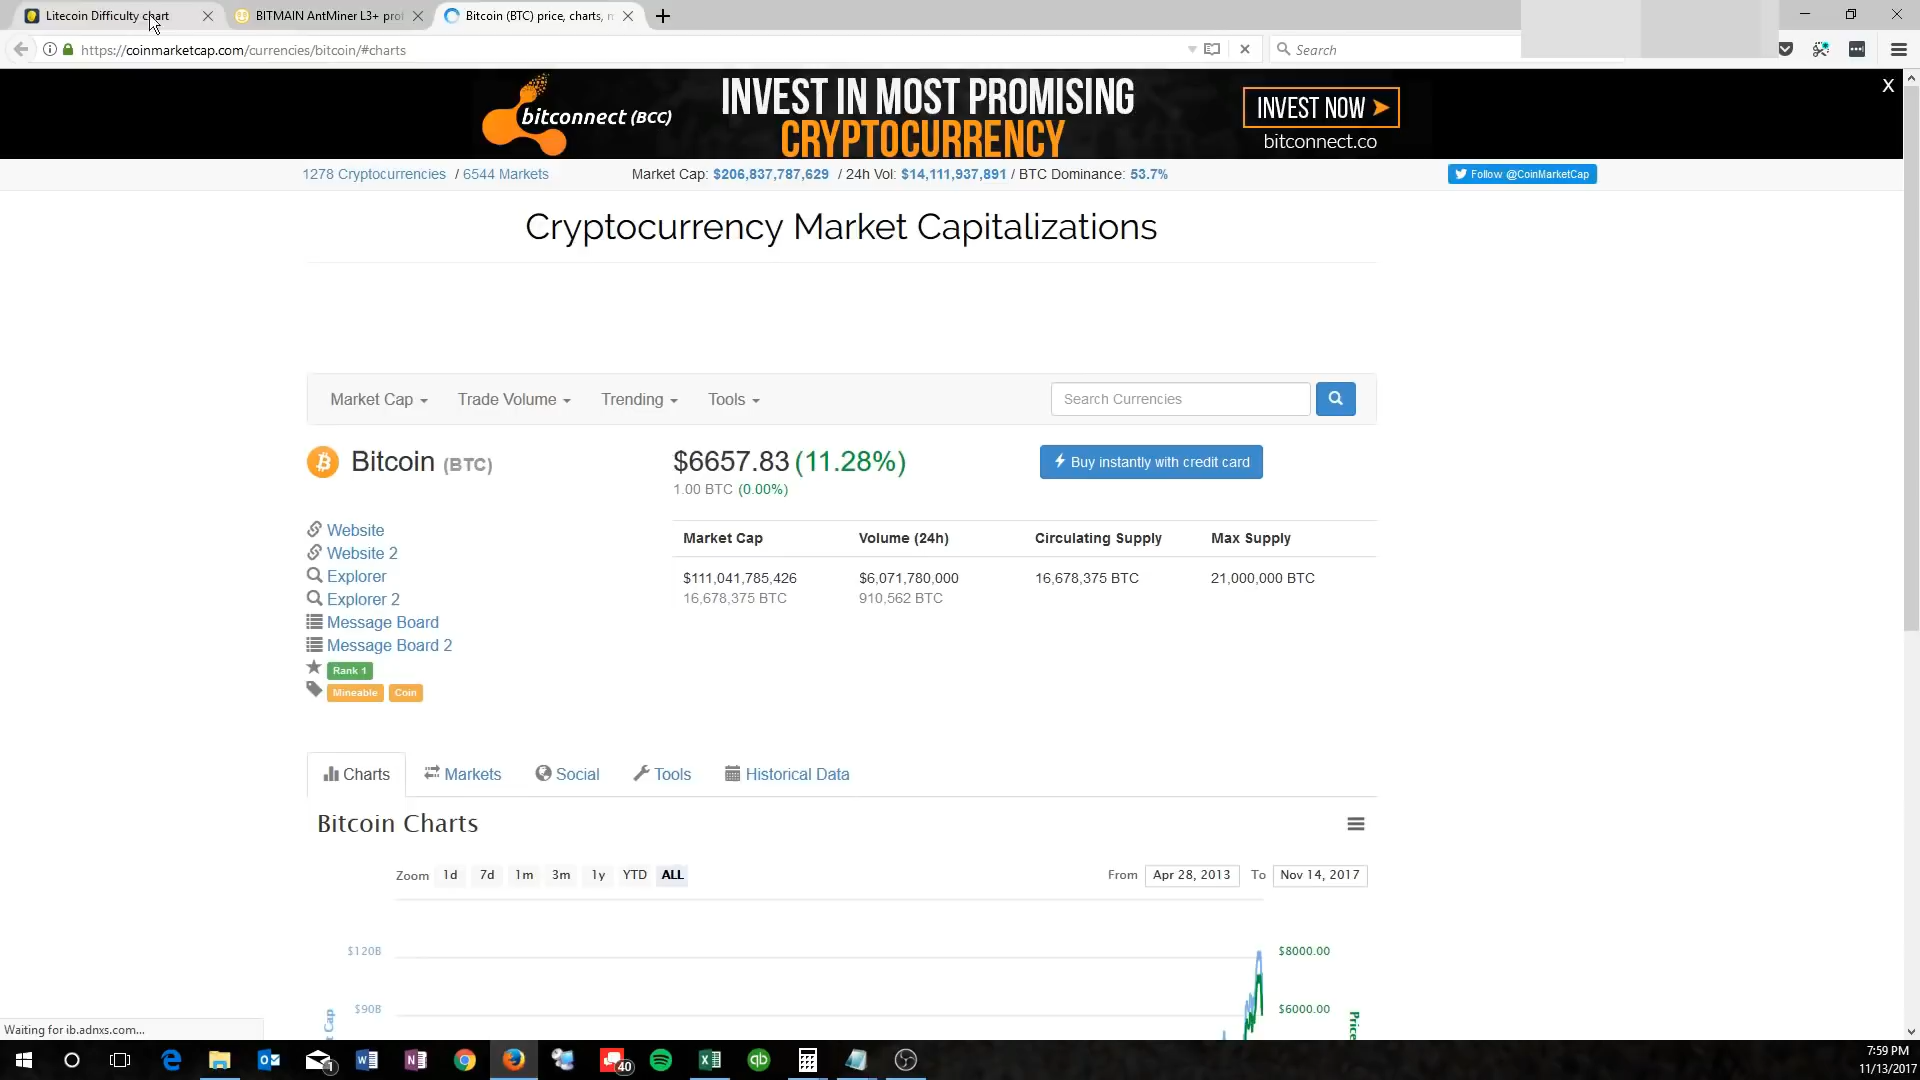 Litecoin Difficulty chart
BITMAIN AntMiner L3+ pro
Bitcoin (BTC) price, charts,
https://coinmarketcap.com/currencies/bitcoin/#charts
Search
bitconnect (BCC)
INVEST IN MOST PROMISING
CRYPTOCURRENCY
INVEST NOW
bitconnect.co
X
1278 Cryptocurrencies / 6544 Markets
Market Cap: $206,837,787,629 / 24h Vol: $14,111,937,891 / BTC Dominance: 53.7%
Follow @CoinMarketCap
Cryptocurrency Market Capitalizations
Market Cap
Trade Volume
Trending
Tools
Search Currencies
Bitcoin (BTC)
$6657.83 (11.28%)
1.00 BTC (0.00%)
Buy instantly with credit card
Website
Website 2
Explorer
Explorer 2
Message Board
Message Board 2
Rank 1
Mineable Coin
Market Cap Volume (24h) Circulating Supply Max Supply
$111,041,785,426 $6,071,780,000 16,678,375 BTC 21,000,000 BTC
16,678,375 BTC 910,562 BTC
Charts
Markets
Social
Tools
Historical Data
Bitcoin Charts
Zoom 1d 7d 1m 3m 1y YTD ALL
From Apr 28, 2013 To Nov 14, 2017
$120B
$8000.00
$90B
$6000.00
Cap
Price
Waiting for ib.adnxs.com...
1
40
7:59 PM
11/13/2017